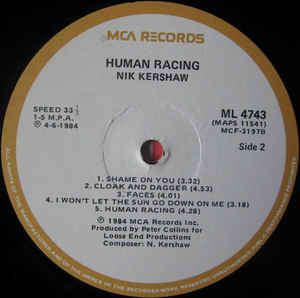 MCA RECORDS
HUMAN RACING
NIK KERSHAW
SPEED 33 1/3
1-S M.P.A.
℗ 4-6-1984
ML 4743
(MAPS 11541)
MCF-3197B
Side 2
1. SHAME ON YOU (3.32)
2. CLOAK AND DAGGER (4.53)
3. FACES (4.01)
4. I WON'T LET THE SUN GO DOWN ON ME (3.18)
5. HUMAN RACING (4.28)
℗ 1984 MCA Records Inc.
Produced by Peter Collins for
Loose End Productions
Composer: N. Kershaw